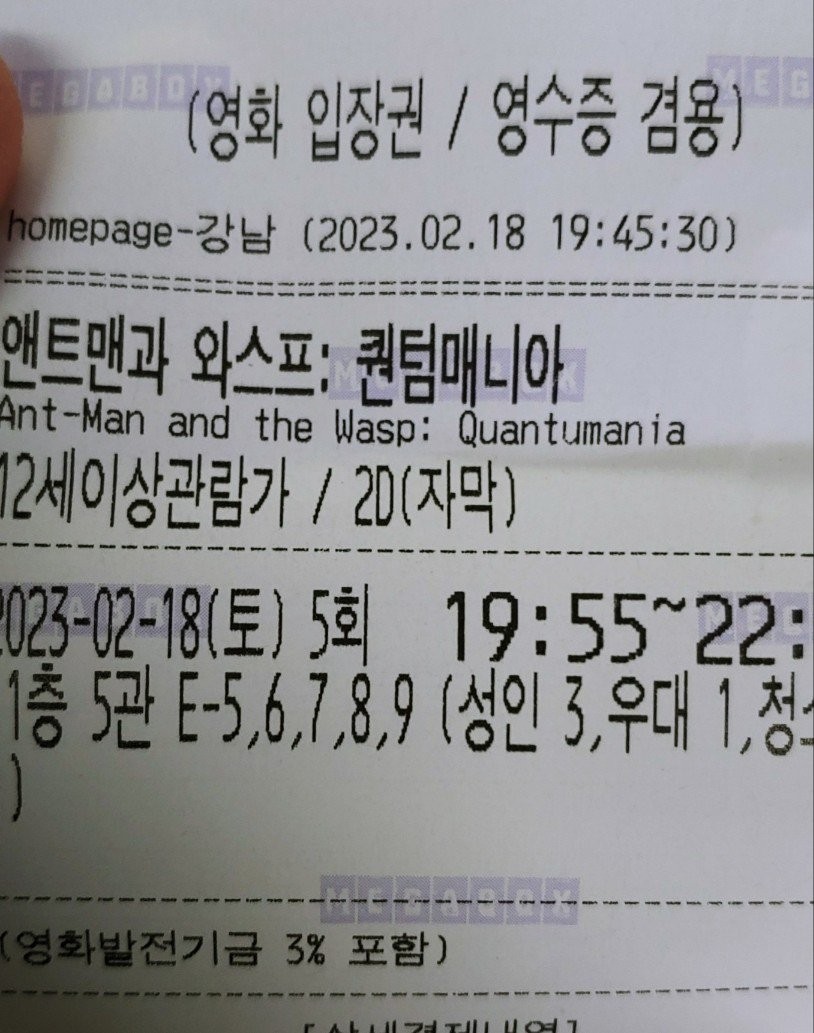 (영화 입장권 / 영수증 겸용)
homepage-강남 (2023.02.18 19:45:30)
앤트맨과 와스프: 퀀텀매니아
Ant-Man and the Wasp: Quantumania
12세이상관람가 / 2D(자막)
2023-02-18(토) 5회 19:55~22:
1층 5관 E-5,6,7,8,9 (성인 3,우대 1,청
)
MEGABOX
(영화발전기금 3% 포함)